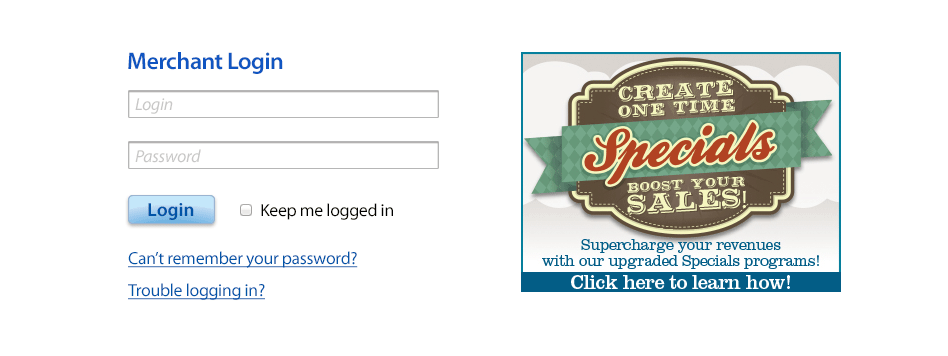 Merchant Login
Login
Password
Login
Keep me logged in
Can't remember your password?
Trouble logging in?
CREATE
ONE TIME
Specials
BOOST YOUR
SALES!
Supercharge your revenues
with our upgraded Specials programs!
Click here to learn how!